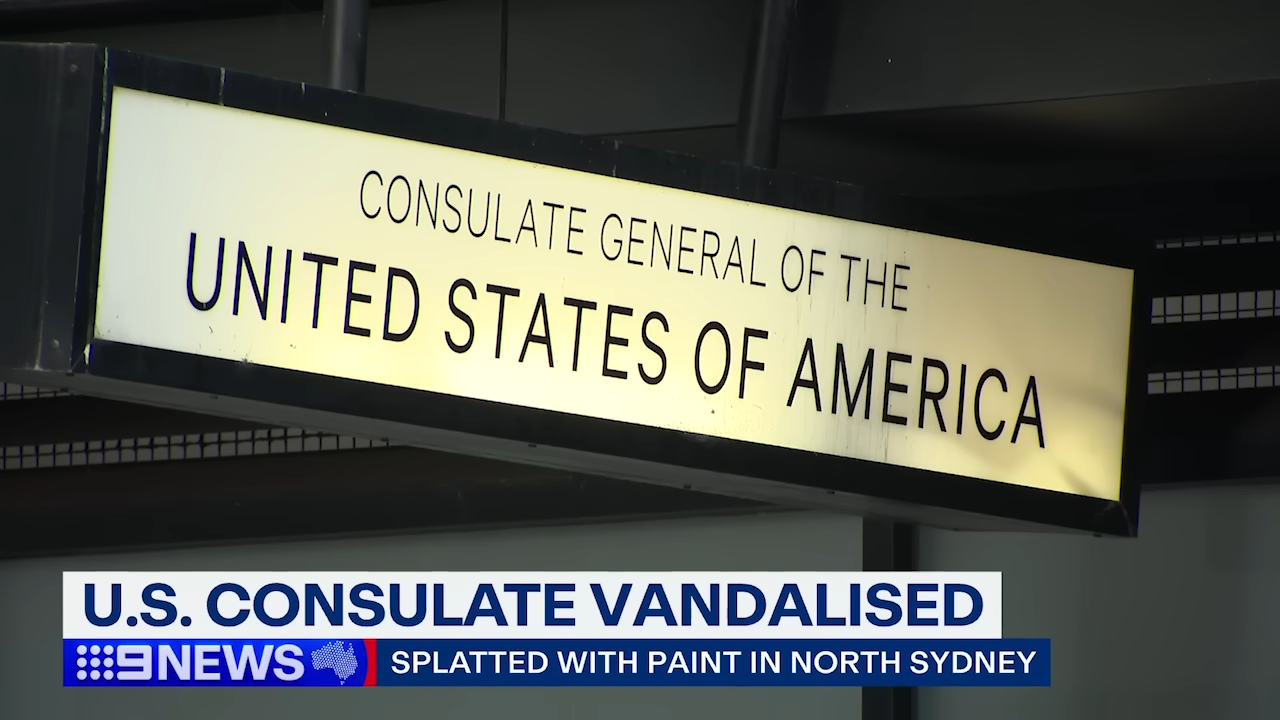 CONSULATE GENERAL OF THE
UNITED STATES OF AMERICA
U.S. CONSULATE VANDALISED
9NEWS
SPLATTED WITH PAINT IN NORTH SYDNEY